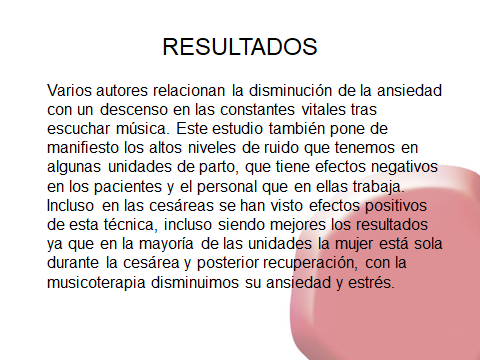 RESULTADOS
Varios autores relacionan la disminución de la ansiedad
con un descenso en las constantes vitales tras
escuchar música. Este estudio también pone de
manifiesto los altos niveles de ruido que tenemos en
algunas unidades de parto, que tiene efectos negativos
en los pacientes y el personal que en ellas trabaja.
Incluso en las cesáreas se han visto efectos positivos
de esta técnica, incluso siendo mejores los resultados
ya que en la mayoría de las unidades la mujer está sola
durante la cesárea y posterior recuperación, con la
musicoterapia disminuimos su ansiedad y estrés.